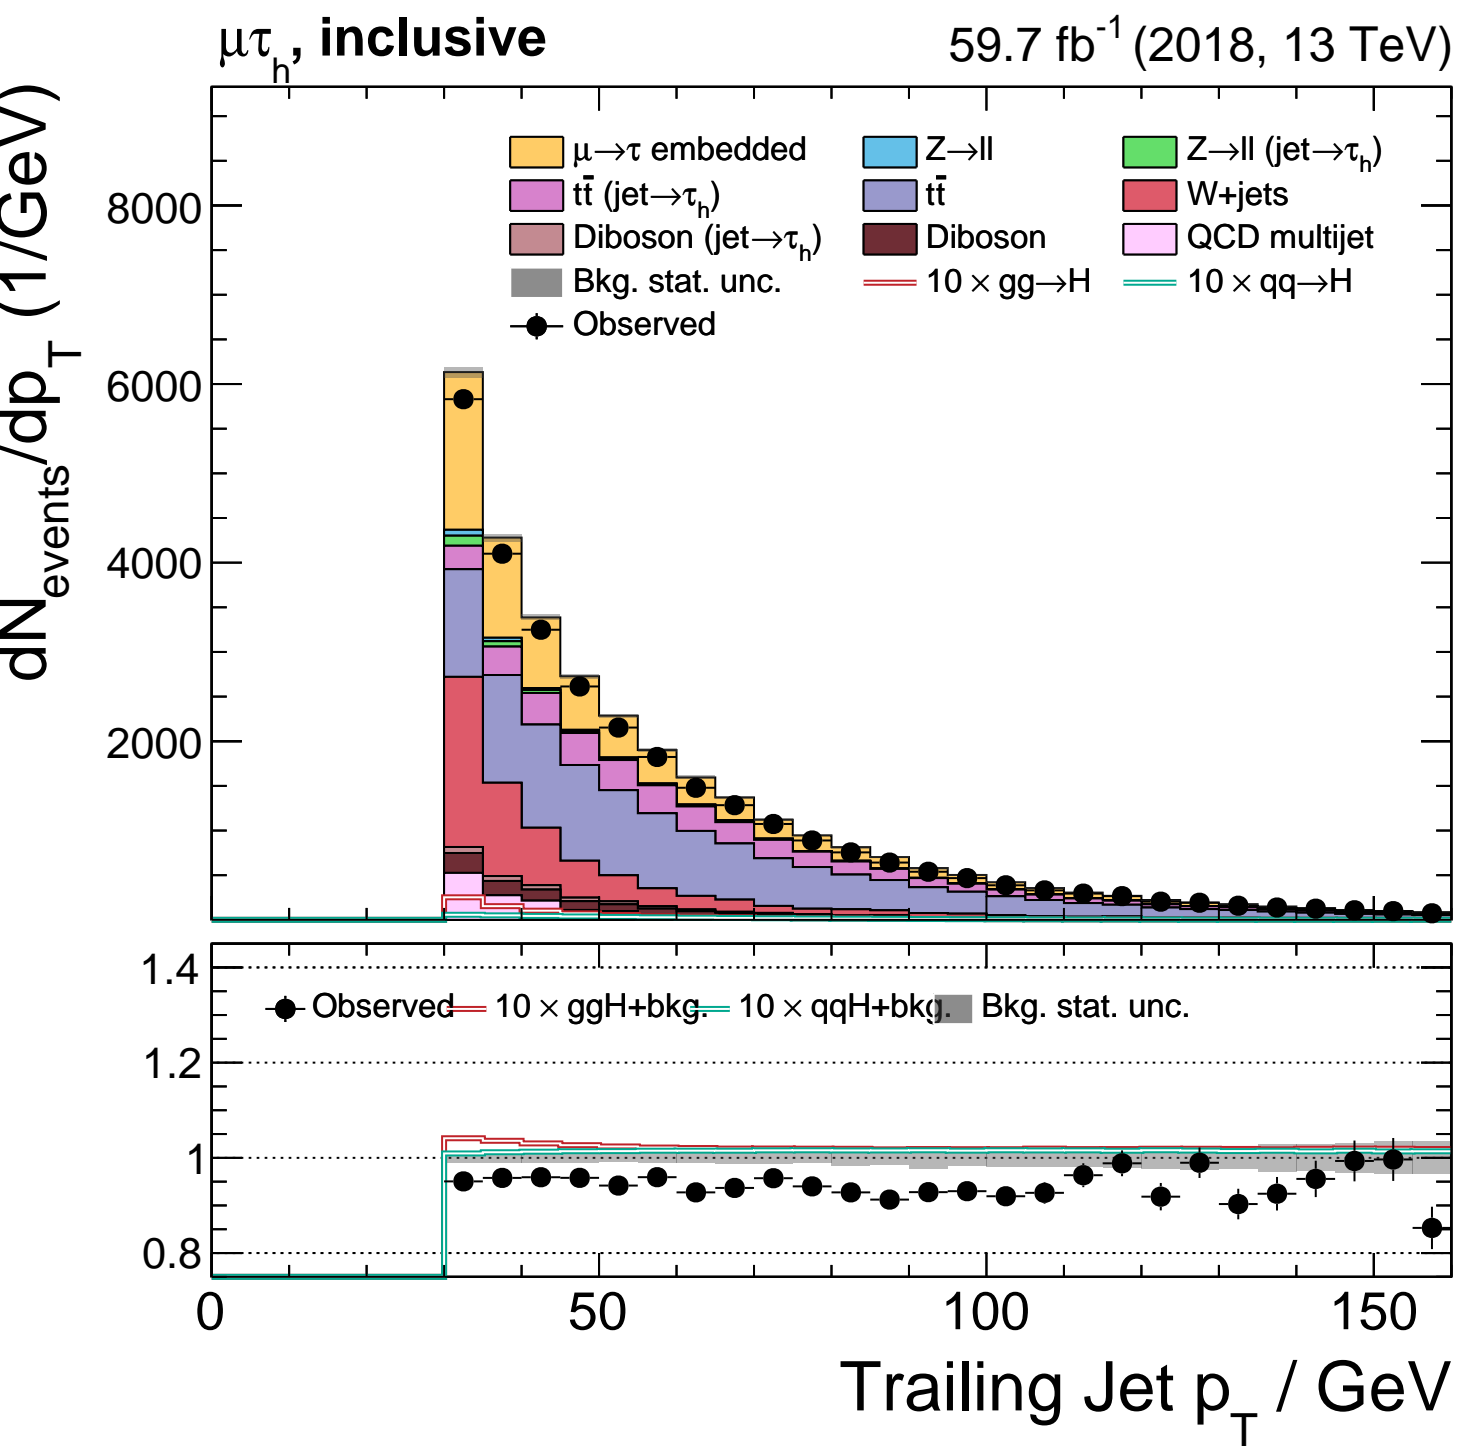 μτh, inclusive
59.7 fb-1 (2018, 13 TeV)
dNevents/dpT (1/GeV)
μ→τ embedded
Z→ll
Z→ll (jet→τh)
tt̄ (jet→τh)
tt̄
W+jets
Diboson (jet→τh)
Diboson
QCD multijet
Bkg. stat. unc.
10 × gg→H
10 × qq→H
Observed
8000
6000
4000
2000
1.4
Observed
10 × ggH+bkg.
10 × qqH+bkg.
Bkg. stat. unc.
1.2
1
0.8
0
50
100
150
Trailing Jet pT / GeV